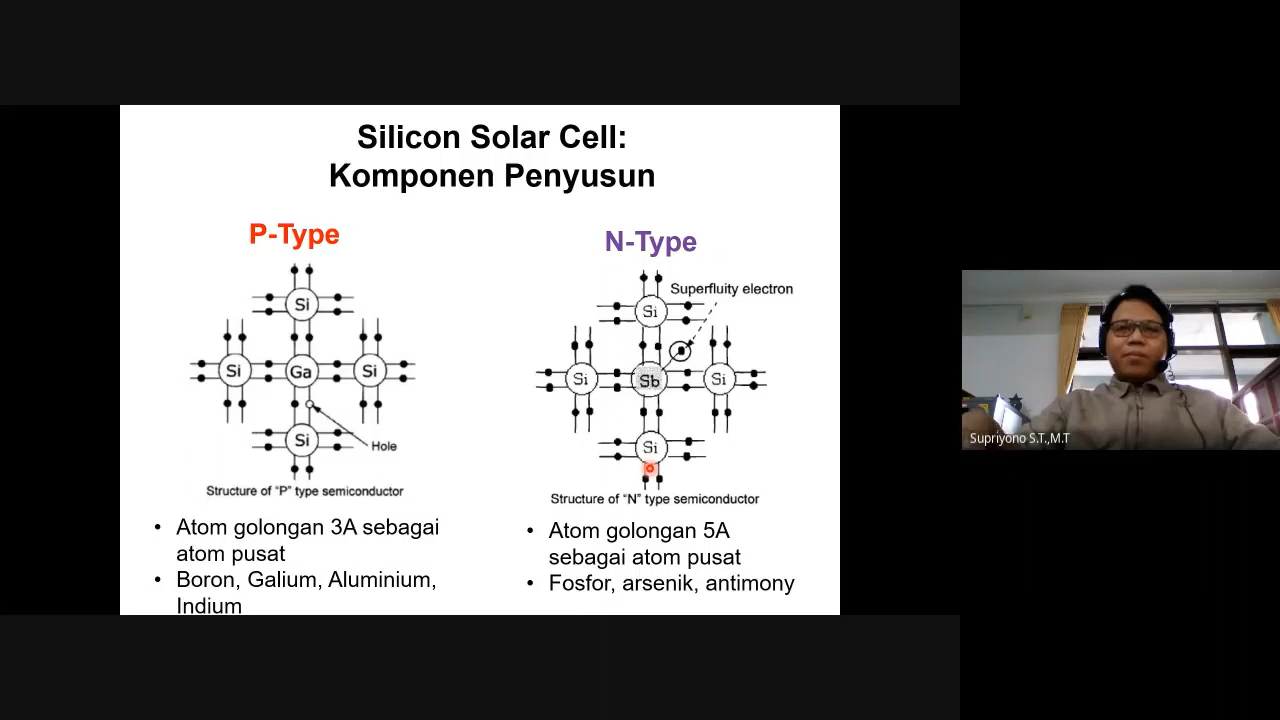 Silicon Solar Cell:
Komponen Penyusun
P-Type
Si
Si
Ga
Si
Si
Hole
Structure of "P" type semiconductor
• Atom golongan 3A sebagai
atom pusat
• Boron, Galium, Aluminium,
Indium
N-Type
Superfluity electron
Si
Si
Sb
Si
Si
Structure of "N" type semiconductor
• Atom golongan 5A
sebagai atom pusat
• Fosfor, arsenik, antimony
Supriyono S.T.,M.T